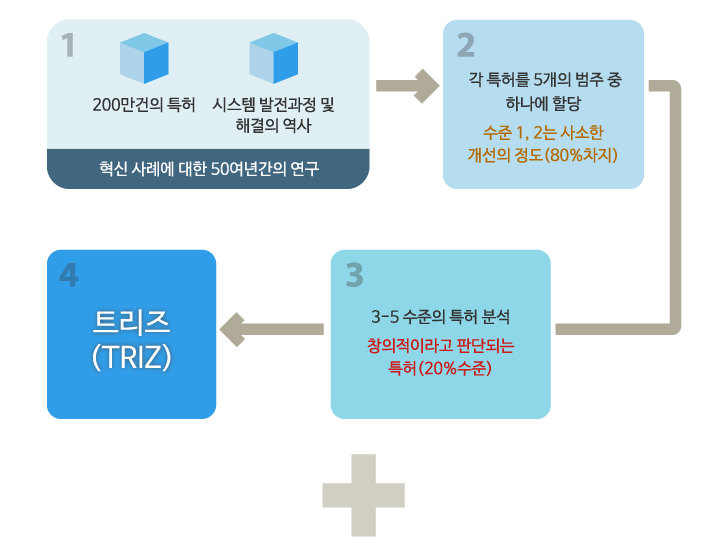 1
200만건의 특허
시스템 발전과정 및
해결의 역사
혁신 사례에 대한 50여년간의 연구
2
각 특허를 5개의 범주 중
하나에 할당
수준 1, 2는 사소한
개선의 정도(80%차지)
3
3-5 수준의 특허 분석
창의적이라고 판단되는
특허(20%수준)
4
트리즈
(TRIZ)